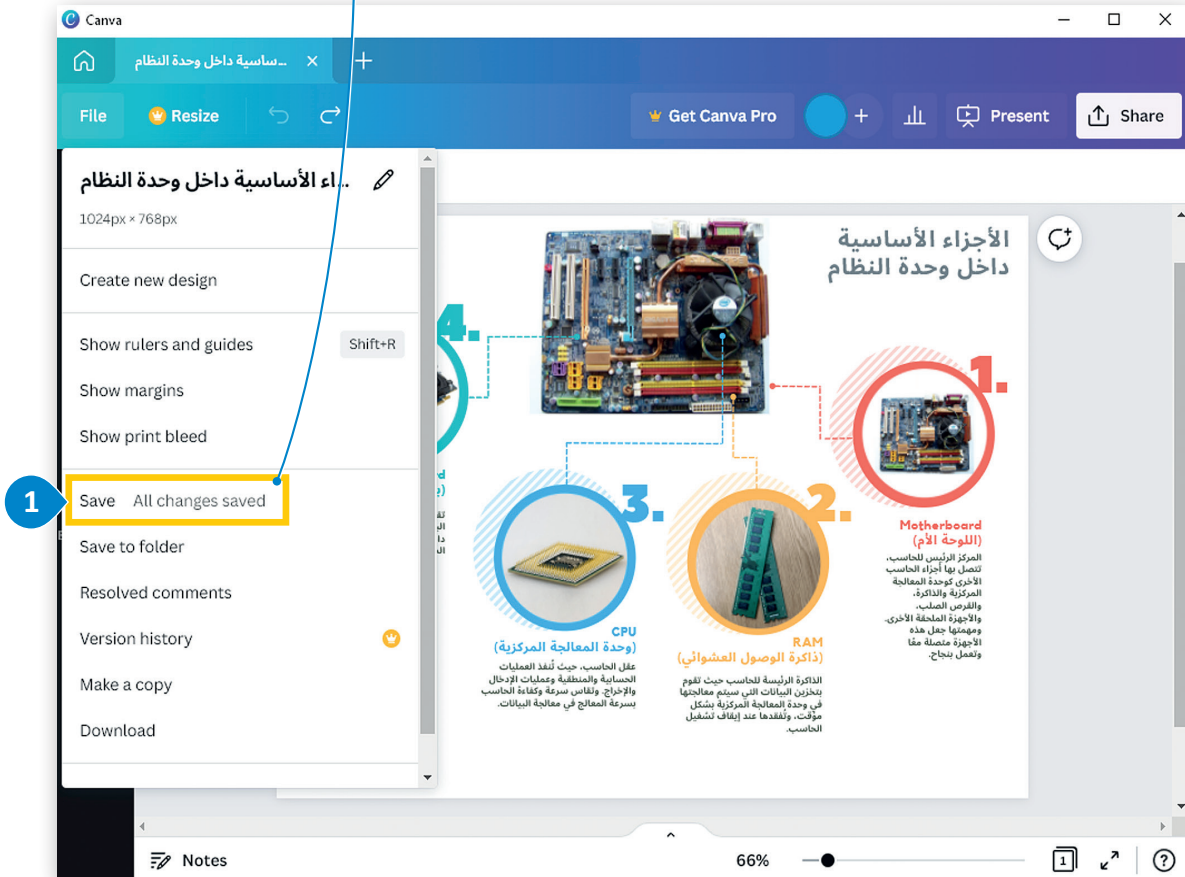 Canva
...ساسية داخل وحدة النظام
File
Resize
Get Canva Pro
Present
Share
...اء الأساسية داخل وحدة النظام
1024px × 768px
Create new design
Show rulers and guides
Shift+R
Show margins
Show print bleed
1
Save All changes saved
Save to folder
Resolved comments
Version history
Make a copy
Download
الأجزاء الأساسية
داخل وحدة النظام
1.
Motherboard
(اللوحة الأم)
المركز الرئيس للحاسب،
تتصل بها أجزاء الحاسب
الأخرى كوحدة المعالجة
المركزية والذاكرة،
والقرص الصلب،
والأجهزة الملحقة الأخرى.
ومهمتها جعل هذه
الأجهزة متصلة معًا
وتعمل بنجاح.
2.
RAM
(ذاكرة الوصول العشوائي)
الذاكرة الرئيسة للحاسب حيث تقوم
بتخزين البيانات التي سيتم معالجتها
في وحدة المعالجة المركزية بشكل
مؤقت، وتُفقدها عند إيقاف تشغيل
الحاسب.
3.
CPU
(وحدة المعالجة المركزية)
عقل الحاسب، حيث تُنفذ العمليات
الحسابية والمنطقية وعمليات الإدخال
والإخراج. وتقاس سرعة وكفاءة الحاسب
بسرعة المعالج في معالجة البيانات.
4.
Notes
66%
1